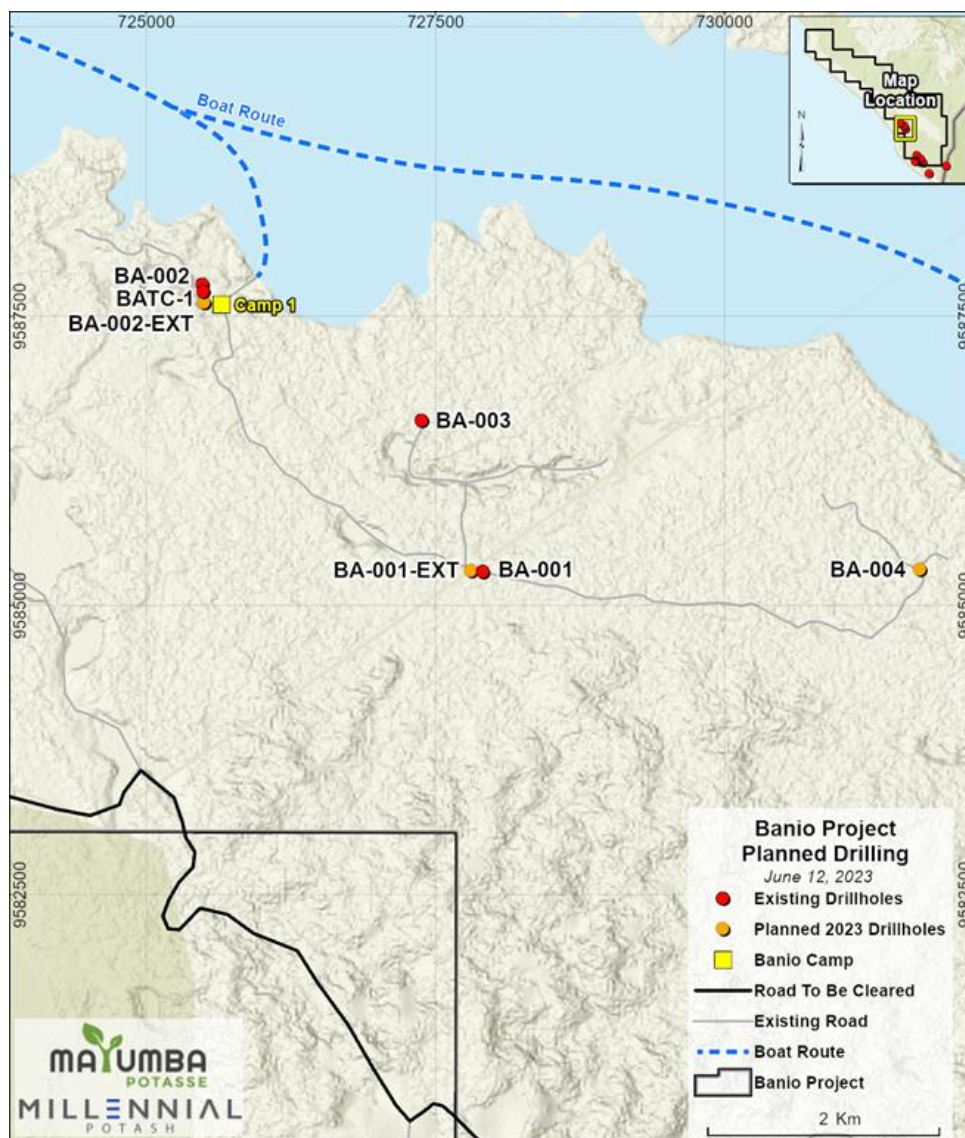 725000
727500
730000
Boat Route
Map
Location
N
BA-002
BATC-1
BA-002-EXT
Camp 1
9587500
9587500
BA-003
BA-001-EXT
BA-001
BA-004
9585000
9585000
9582500
9582500
Banio Project
Planned Drilling
June 12, 2023
Existing Drillholes
Planned 2023 Drillholes
Banio Camp
Road To Be Cleared
Existing Road
Boat Route
Banio Project
2 Km
MAYUMBA
POTASSE
MILLENNIAL
POTASH